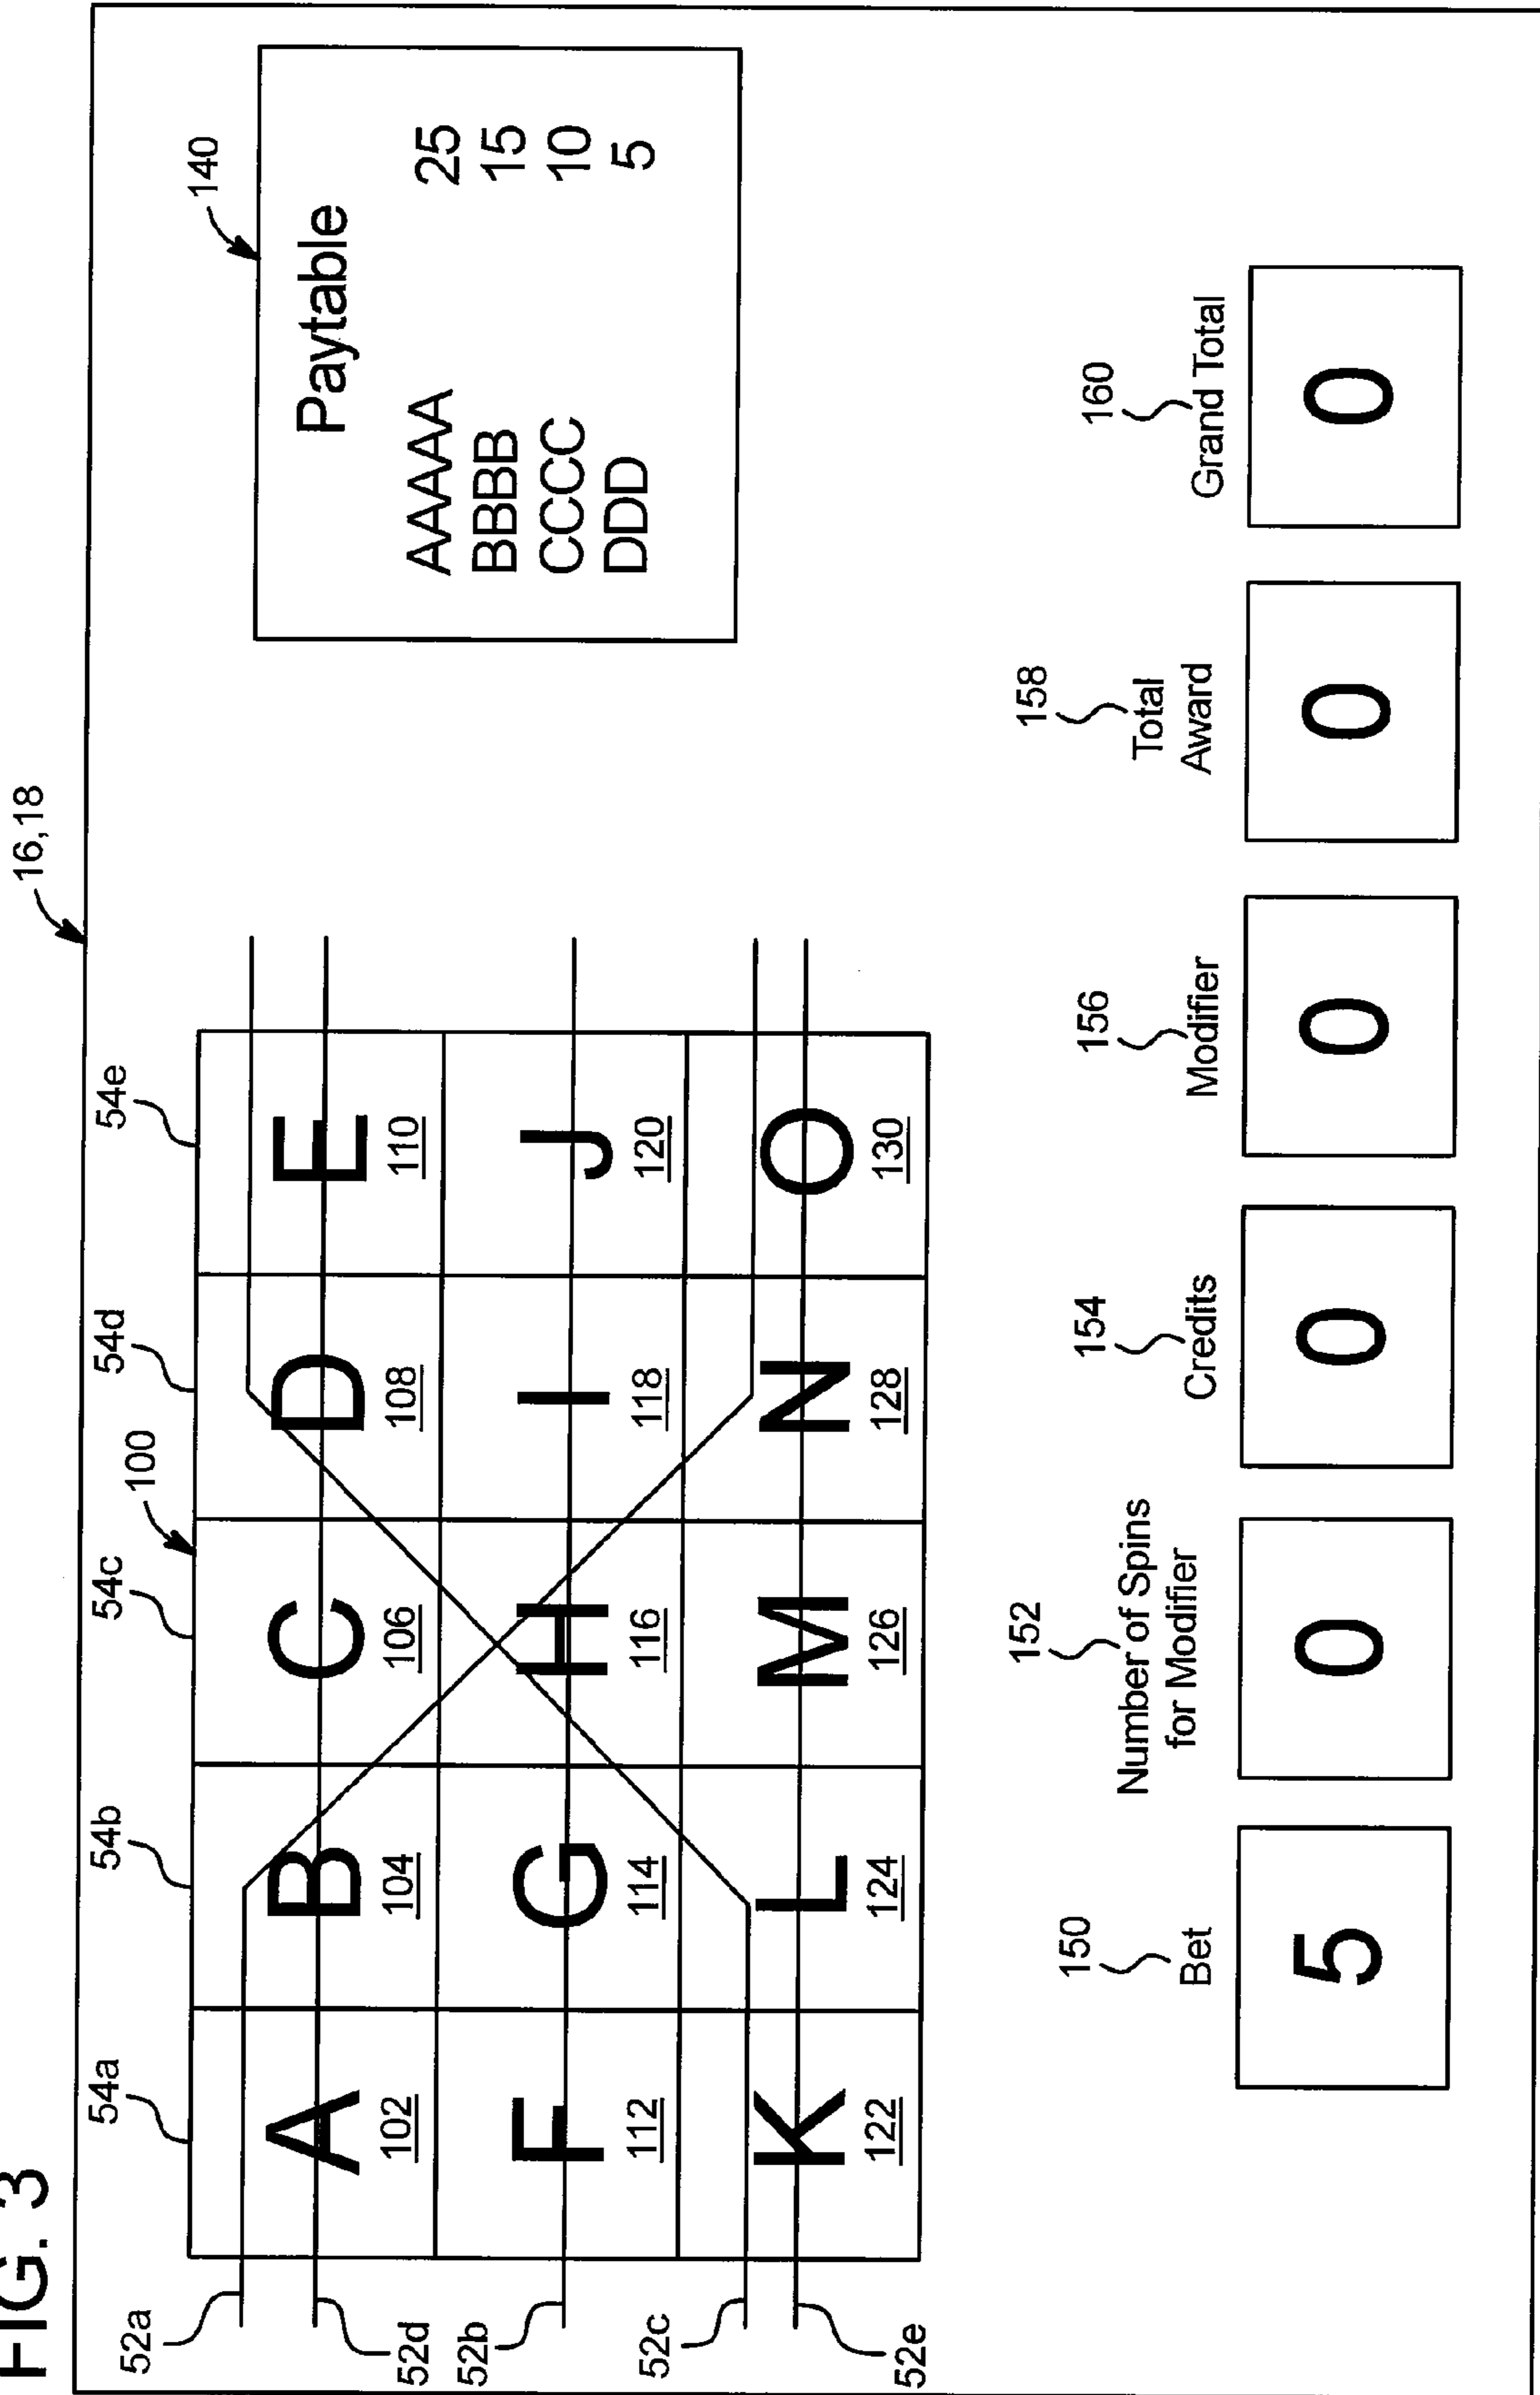 FIG. 3
16,18
54a 54b 54c 100 54d 54e
52a
52d
52b
52c
52e
A B C D E
102 104 106 108 110
F G H I J
112 114 116 118 120
K L M N O
122 124 126 128 130
140
Paytable
AAAAA 25
BBBB 15
CCCC 10
DDD 5
150
Bet
5
152
Number of Spins
for Modifier
0
154
Credits
0
156
Modifier
0
158
Total
Award
0
160
Grand Total
0